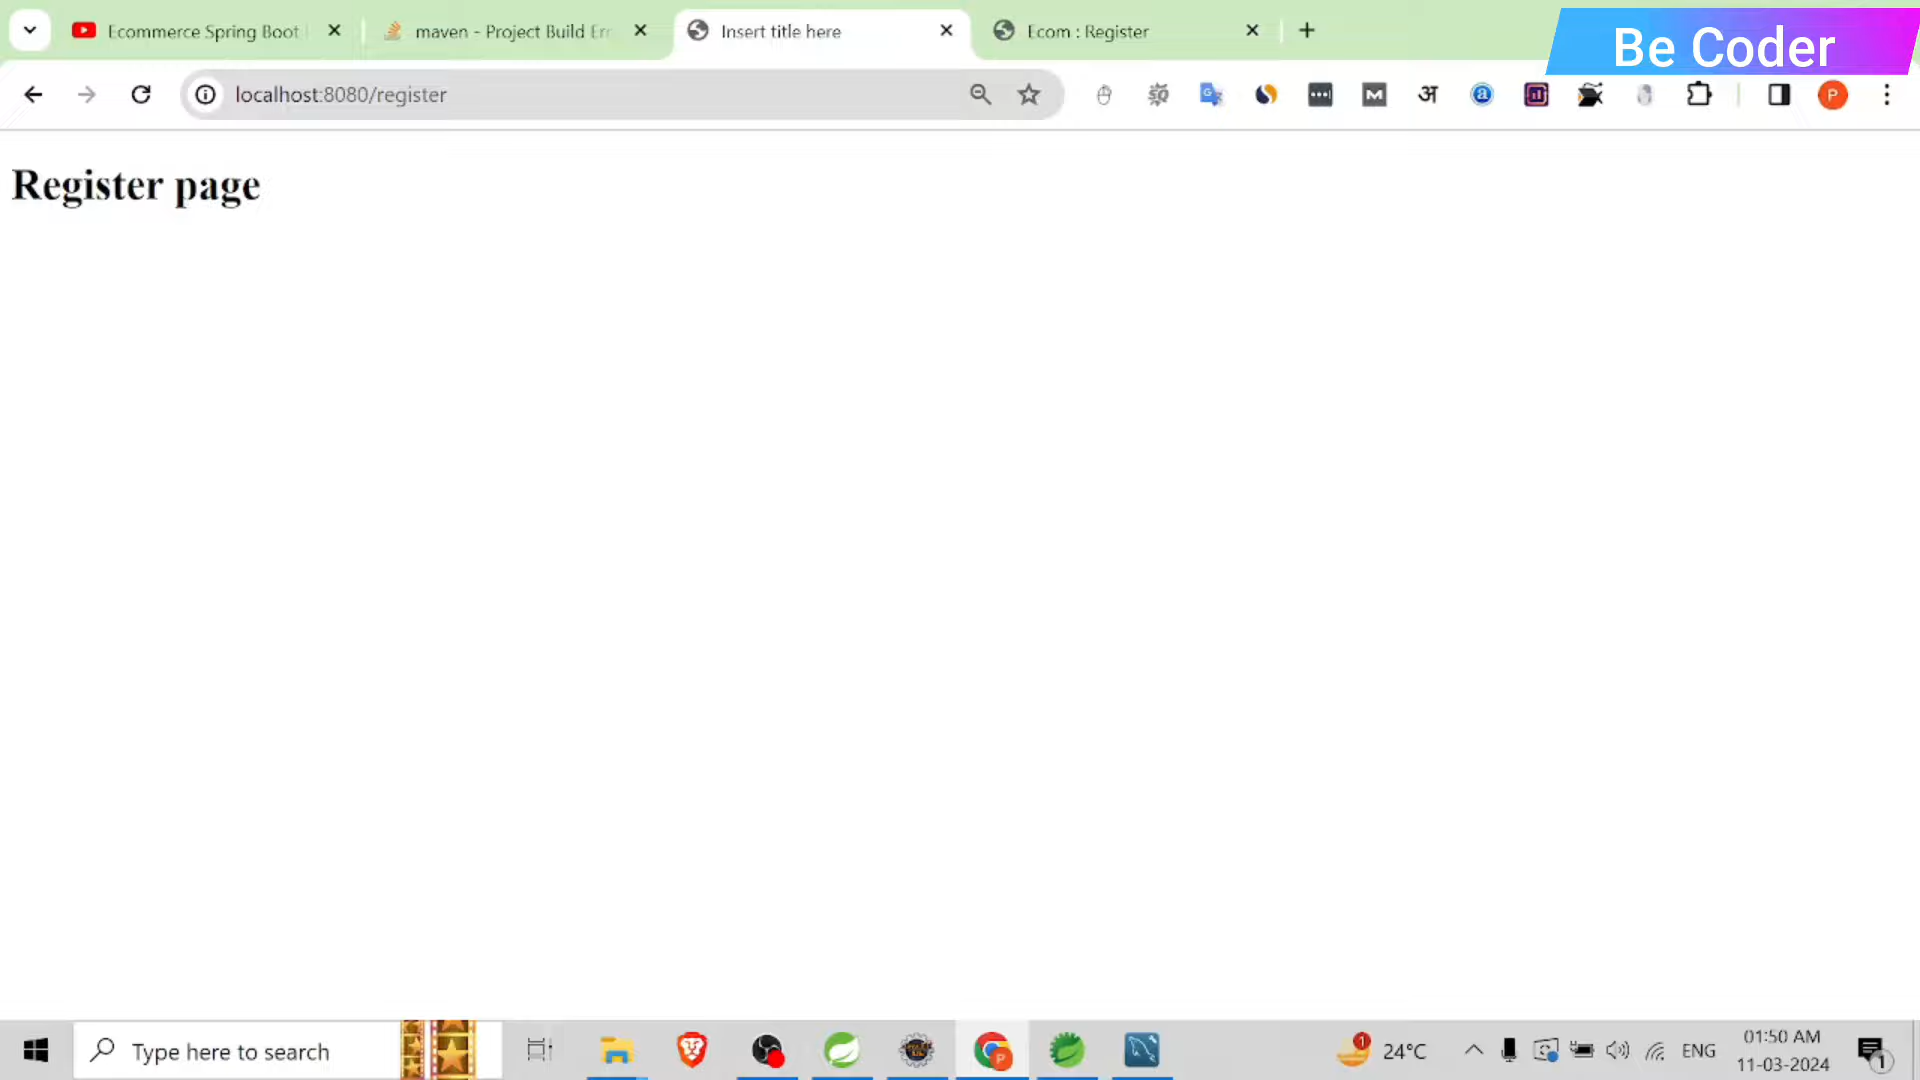 Ecommerce Spring Boot
maven - Project Build Err
Insert title here
Ecom : Register
Be Coder
localhost:8080/register
अ
P
Register page
Type here to search
24°C
ENG
01:50 AM
11-03-2024
1